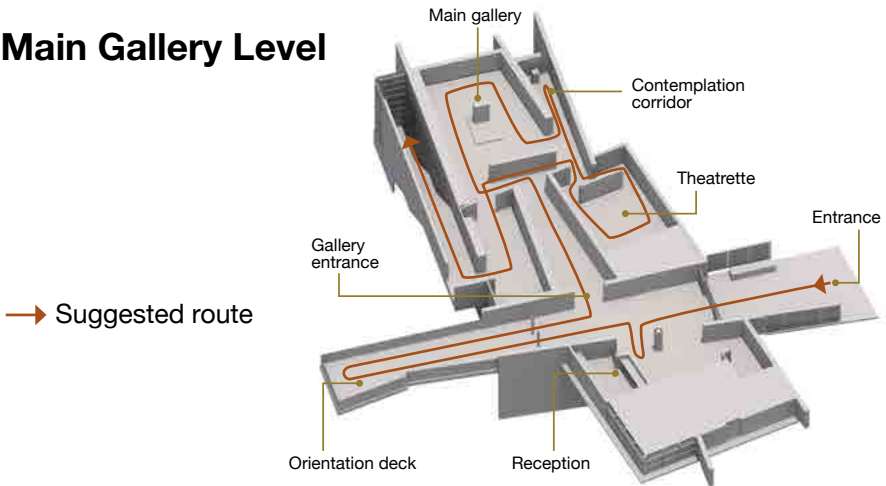 Main Gallery Level
Main gallery
Contemplation
corridor
Theatrette
Entrance
Gallery
entrance
Suggested route
Orientation deck
Reception